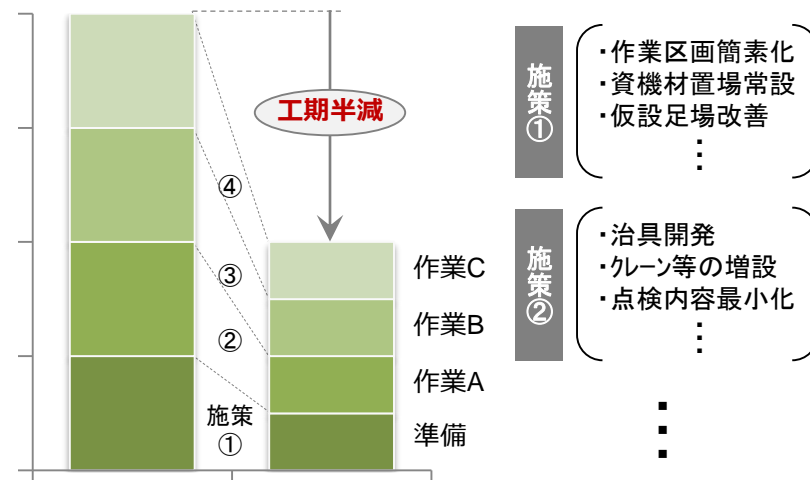 工期半減
④
③
②
施策
①
作業C
作業B
作業A
準備
施策①
・作業区画簡素化
・資機材置場常設
・仮設足場改善
⋮
施策②
・治具開発
・クレーン等の増設
・点検内容最小化
⋮
⋮